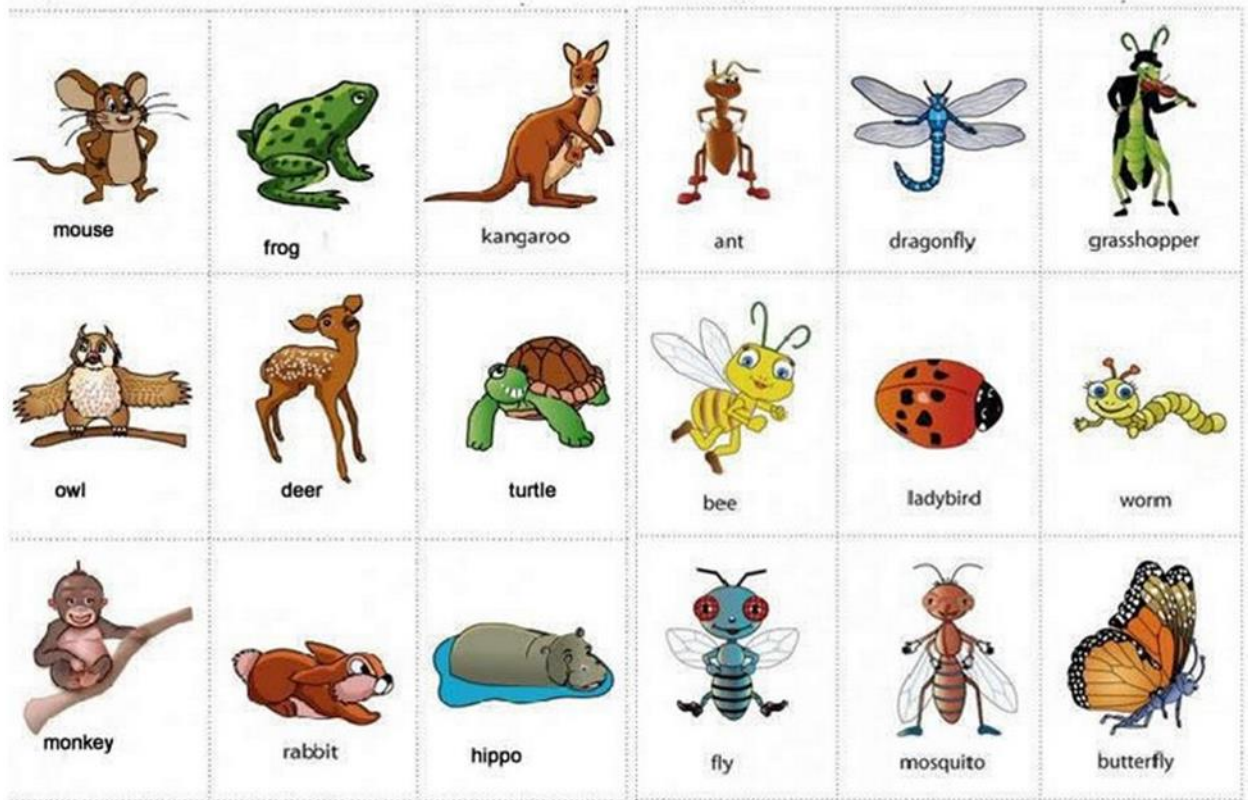 mouse
frog
kangaroo
ant
dragonfly
grasshopper
owl
deer
turtle
bee
ladybird
worm
monkey
rabbit
hippo
fly
mosquito
butterfly